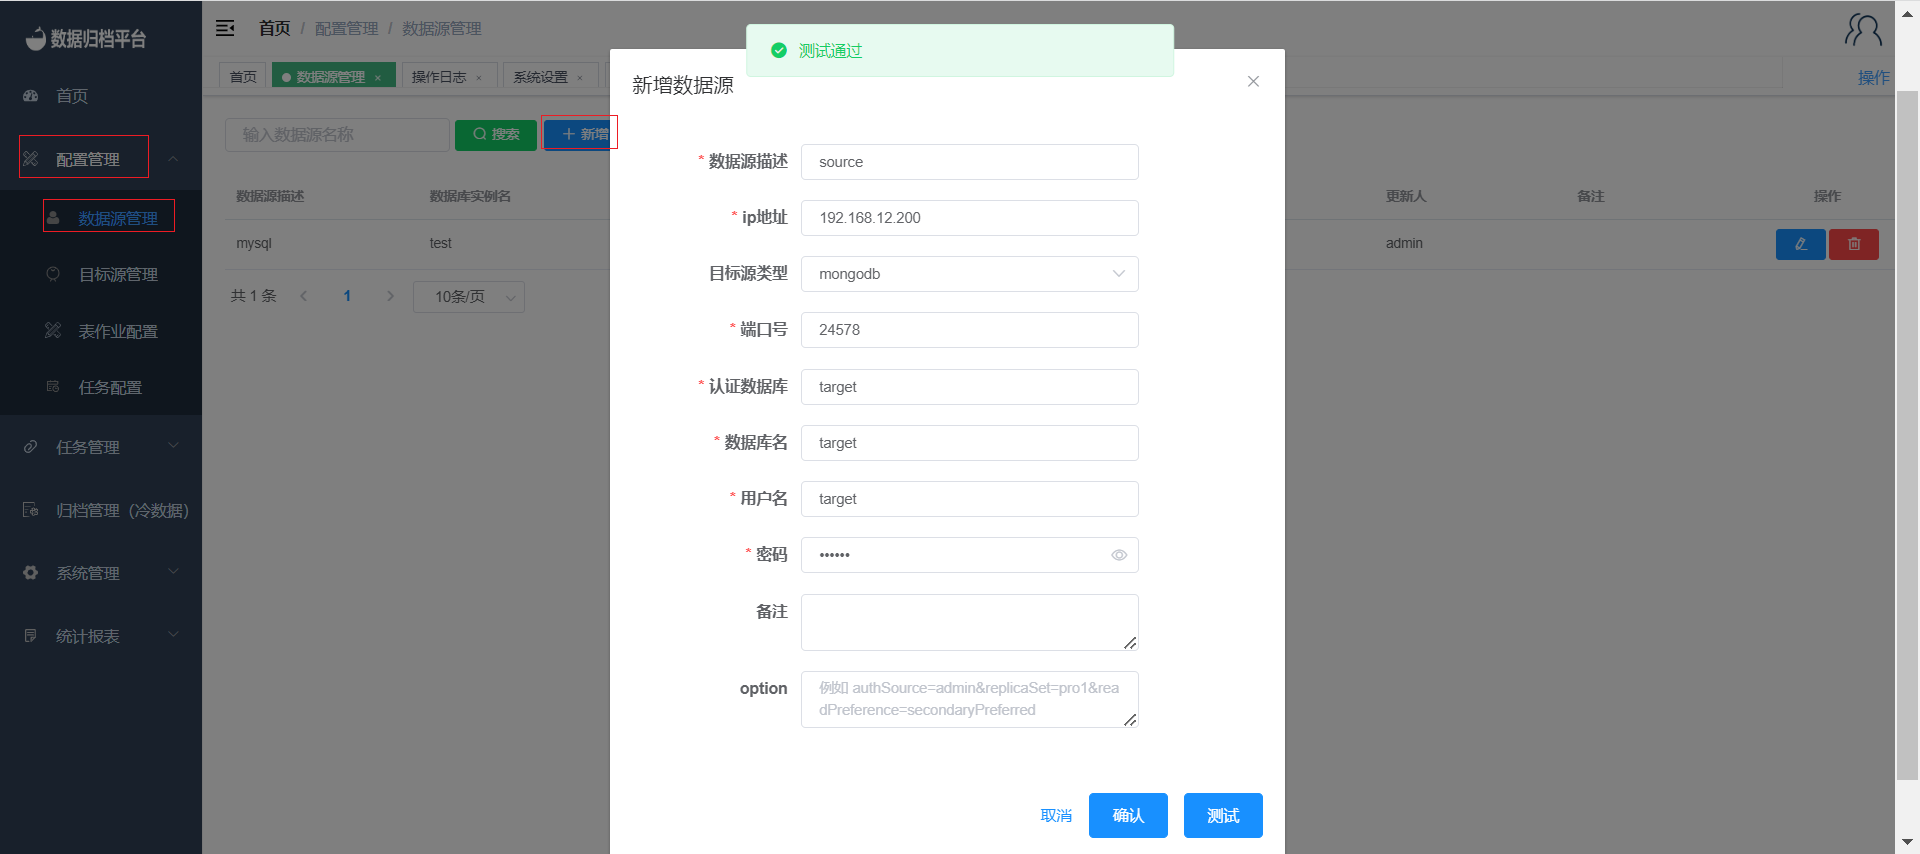 数据归档平台
首页
配置管理
数据源管理
目标源管理
表作业配置
任务配置
任务管理
归档管理（冷数据）
系统管理
统计报表
首页 / 配置管理 / 数据源管理
首页 数据源管理 × 操作日志 × 系统设置 ×
操作
输入数据源名称 搜索 新增
数据源描述 数据库实例名 更新人 备注 操作
mysql test admin
共 1 条 1 10条/页
测试通过
新增数据源
* 数据源描述 source
* ip地址 192.168.12.200
目标源类型 mongodb
* 端口号 24578
* 认证数据库 target
* 数据库名 target
* 用户名 target
* 密码 ••••••
备注
option 例如 authSource=admin&replicaSet=pro1&rea
dPreference=secondaryPreferred
取消 确认 测试